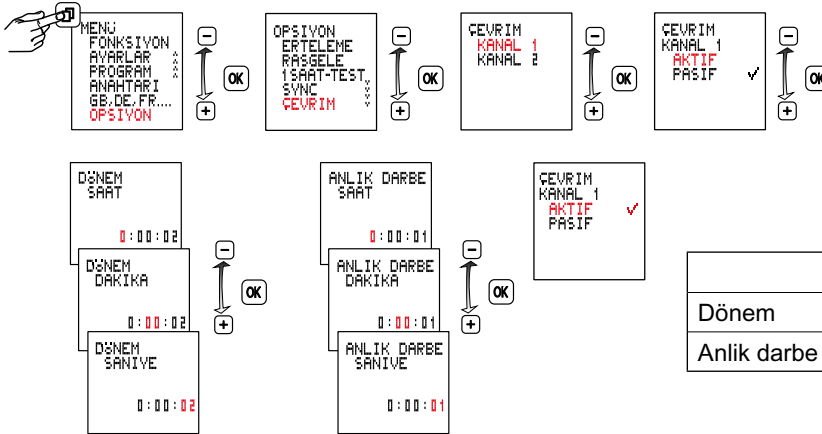 MENÜ
FONKSIYON
AYARLAR
PROGRAM
ANAHTARI
GB,DE,FR....
OPSIYON
OK
OPSIYON
ERTELEME
RASGELE
1SAAT-TEST
SYNC
ÇEVRIM
OK
ÇEVRIM
KANAL 1
KANAL 2
OK
ÇEVRIM
KANAL 1
AKTIF
PASIF ✓
OK
DÖNEM
SAAT
0:00:02
DÖNEM
DAKIKA
0:00:02
DÖNEM
SANIYE
0:00:02
OK
ANLIK DARBE
SAAT
0:00:01
ANLIK DARBE
DAKIKA
0:00:01
ANLIK DARBE
SANIYE
0:00:01
OK
ÇEVRIM
KANAL 1
AKTIF ✓
PASIF
Dönem
Anlik darbe